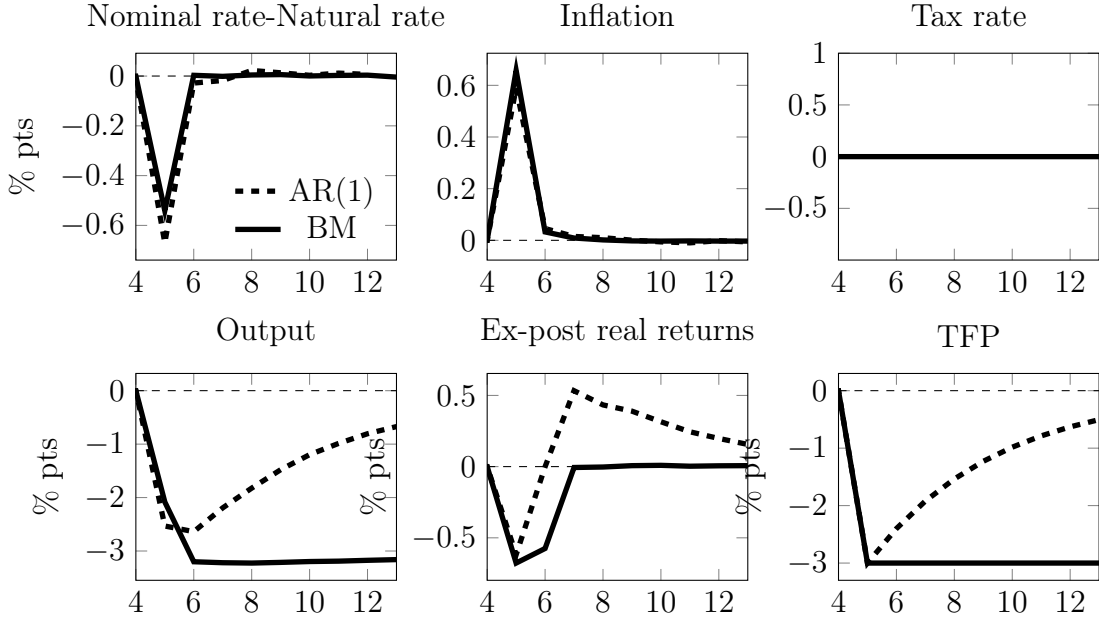 Nominal rate-Natural rate
0
−0.2
−0.4
−0.6
% pts
AR(1)
BM
4 6 8 10 12
Inflation
0.6
0.4
0.2
0
4 6 8 10 12
Tax rate
1
0.5
0
−0.5
4 6 8 10 12
Output
0
−1
−2
−3
% pts
4 6 8 10 12
Ex-post real returns
0.5
0
−0.5
% pts
4 6 8 10 12
TFP
0
−1
−2
−3
% pts
4 6 8 10 12